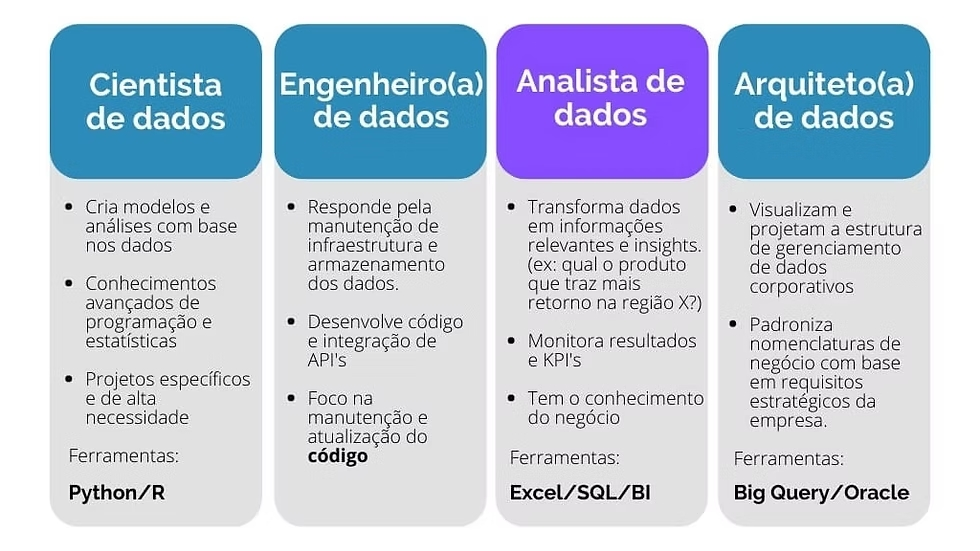 Cientista
de dados
• Cria modelos e
análises com base
nos dados
• Conhecimentos
avançados de
programação e
estatísticas
• Projetos específicos
e de alta
necessidade
Ferramentas:
Python/R
Engenheiro(a)
de dados
• Responde pela
manutenção de
infraestrutura e
armazenamento
dos dados.
• Desenvolve código
e integração de
API's
• Foco na
manutenção e
atualização do
código
Analista de
dados
• Transforma dados
em informações
relevantes e insights.
(ex: qual o produto
que traz mais
retorno na região X?)
• Monitora resultados
e KPI's
• Tem o conhecimento
do negócio
Ferramentas:
Excel/SQL/BI
Arquiteto(a)
de dados
• Visualizam e
projetam a estrutura
de gerenciamento
de dados
corporativos
• Padroniza
nomenclaturas de
negócio com base
em requisitos
estratégicos da
empresa.
Ferramentas:
Big Query/Oracle